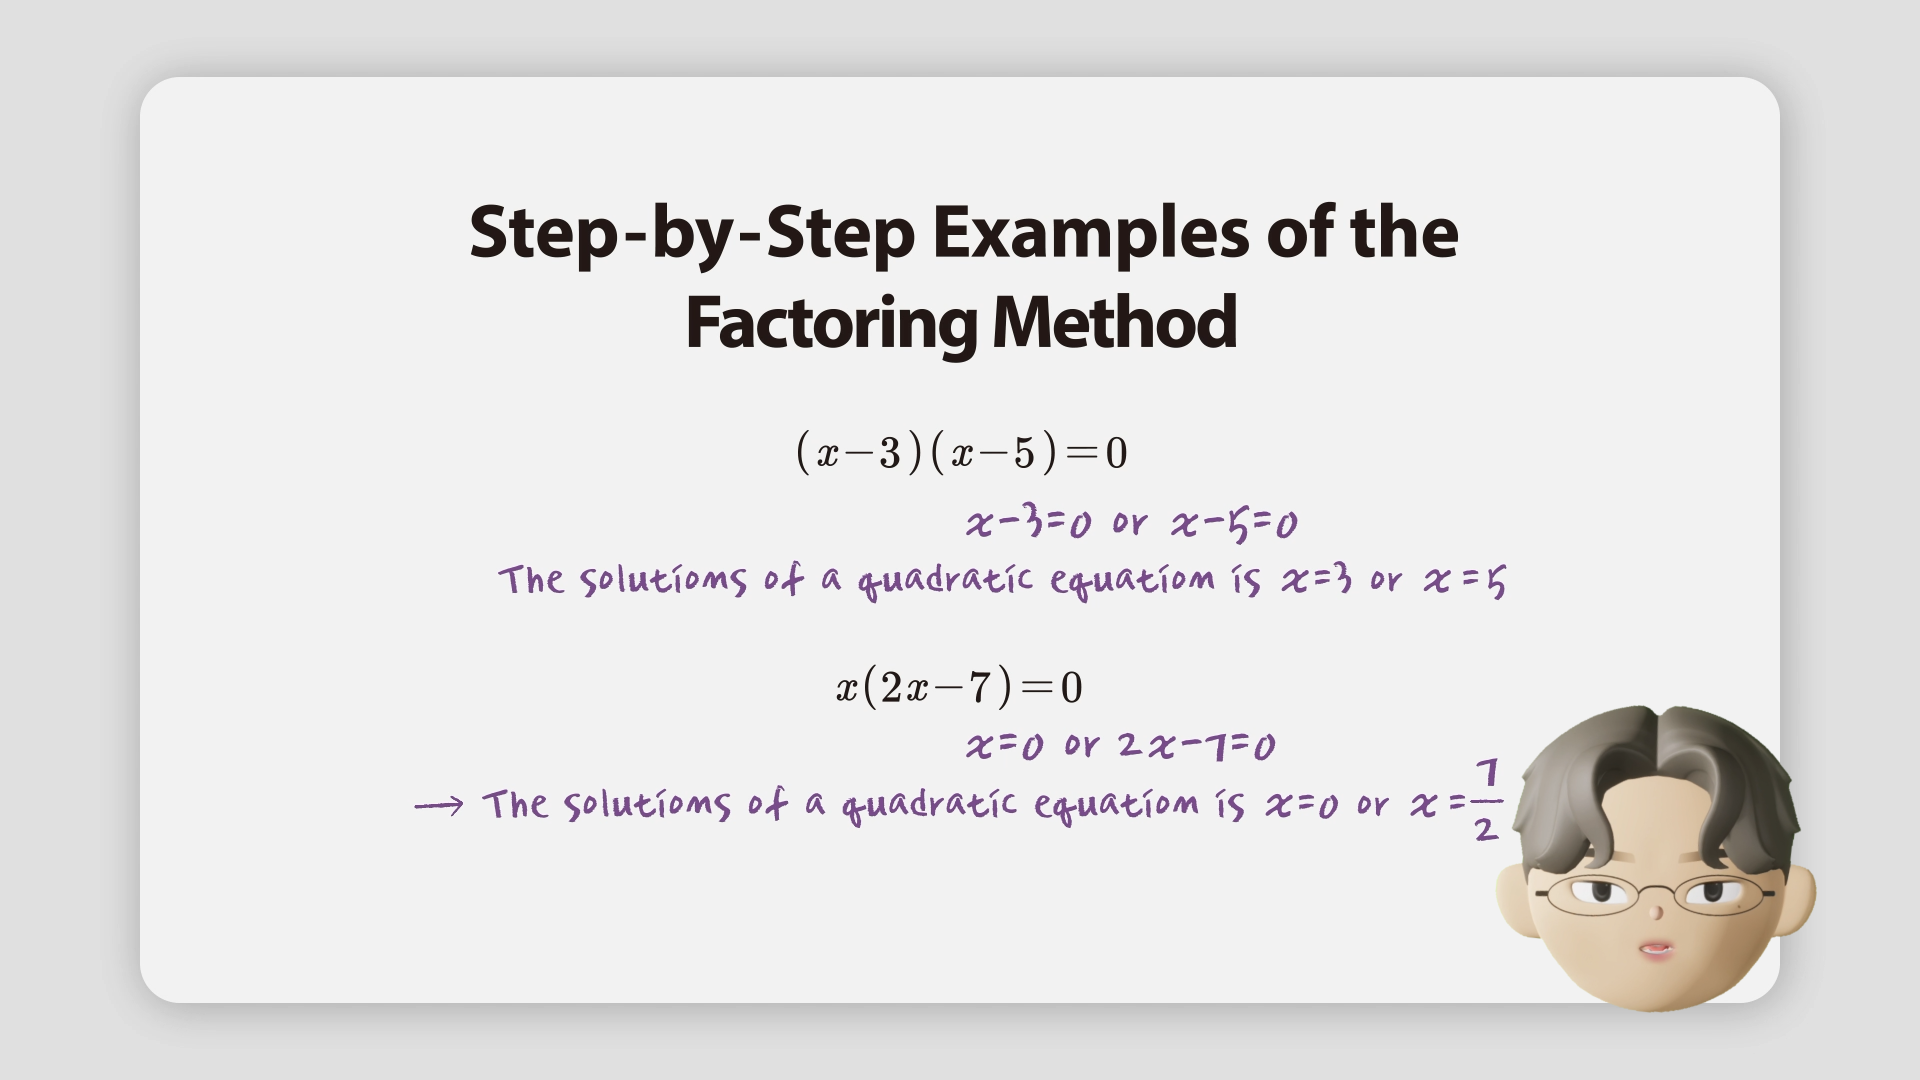 Step-by-Step Examples of the
Factoring Method
(x−3)(x−5)=0
x−3=0 or x−5=0
The solutions of a quadratic equation is x=3 or x=5
x(2x−7)=0
x=0 or 2x−7=0
→ The solutions of a quadratic equation is x=0 or x=7/2